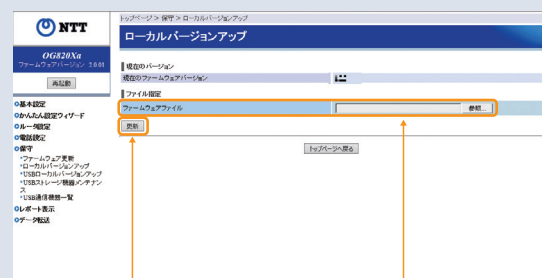 NTT
OG820Xa
ファームウェアバージョン 2.0.01
再起動
基本設定
かんたん設定ウィザード
ルータ設定
電話設定
保守
ファームウェア更新
ローカルバージョンアップ
USBローカルバージョンアップ
USBストレージ機器メンテナン
ス
USB通信機器一覧
レポート表示
データ転送
トップページ > 保守 > ローカルバージョンアップ
ローカルバージョンアップ
現在のバージョン
現在のファームウェアバージョン
ファイル指定
ファームウェアファイル
参照...
更新
トップページへ戻る